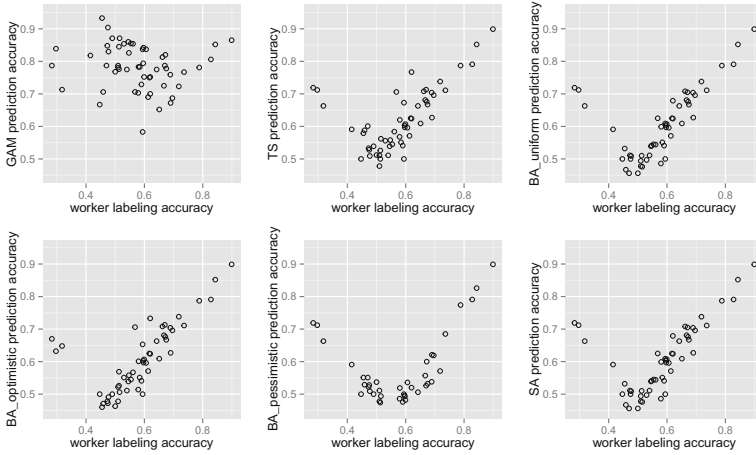 GAM prediction accuracy
0.9
0.8
0.7
0.6
0.5
0.4 0.6 0.8
worker labeling accuracy
TS prediction accuracy
0.9
0.8
0.7
0.6
0.5
0.4 0.6 0.8
worker labeling accuracy
BA_uniform prediction accuracy
0.9
0.8
0.7
0.6
0.5
0.4 0.6 0.8
worker labeling accuracy
BA_optimistic prediction accuracy
0.9
0.8
0.7
0.6
0.5
0.4 0.6 0.8
worker labeling accuracy
BA_pessimistic prediction accuracy
0.9
0.8
0.7
0.6
0.5
0.4 0.6 0.8
worker labeling accuracy
SA prediction accuracy
0.9
0.8
0.7
0.6
0.5
0.4 0.6 0.8
worker labeling accuracy